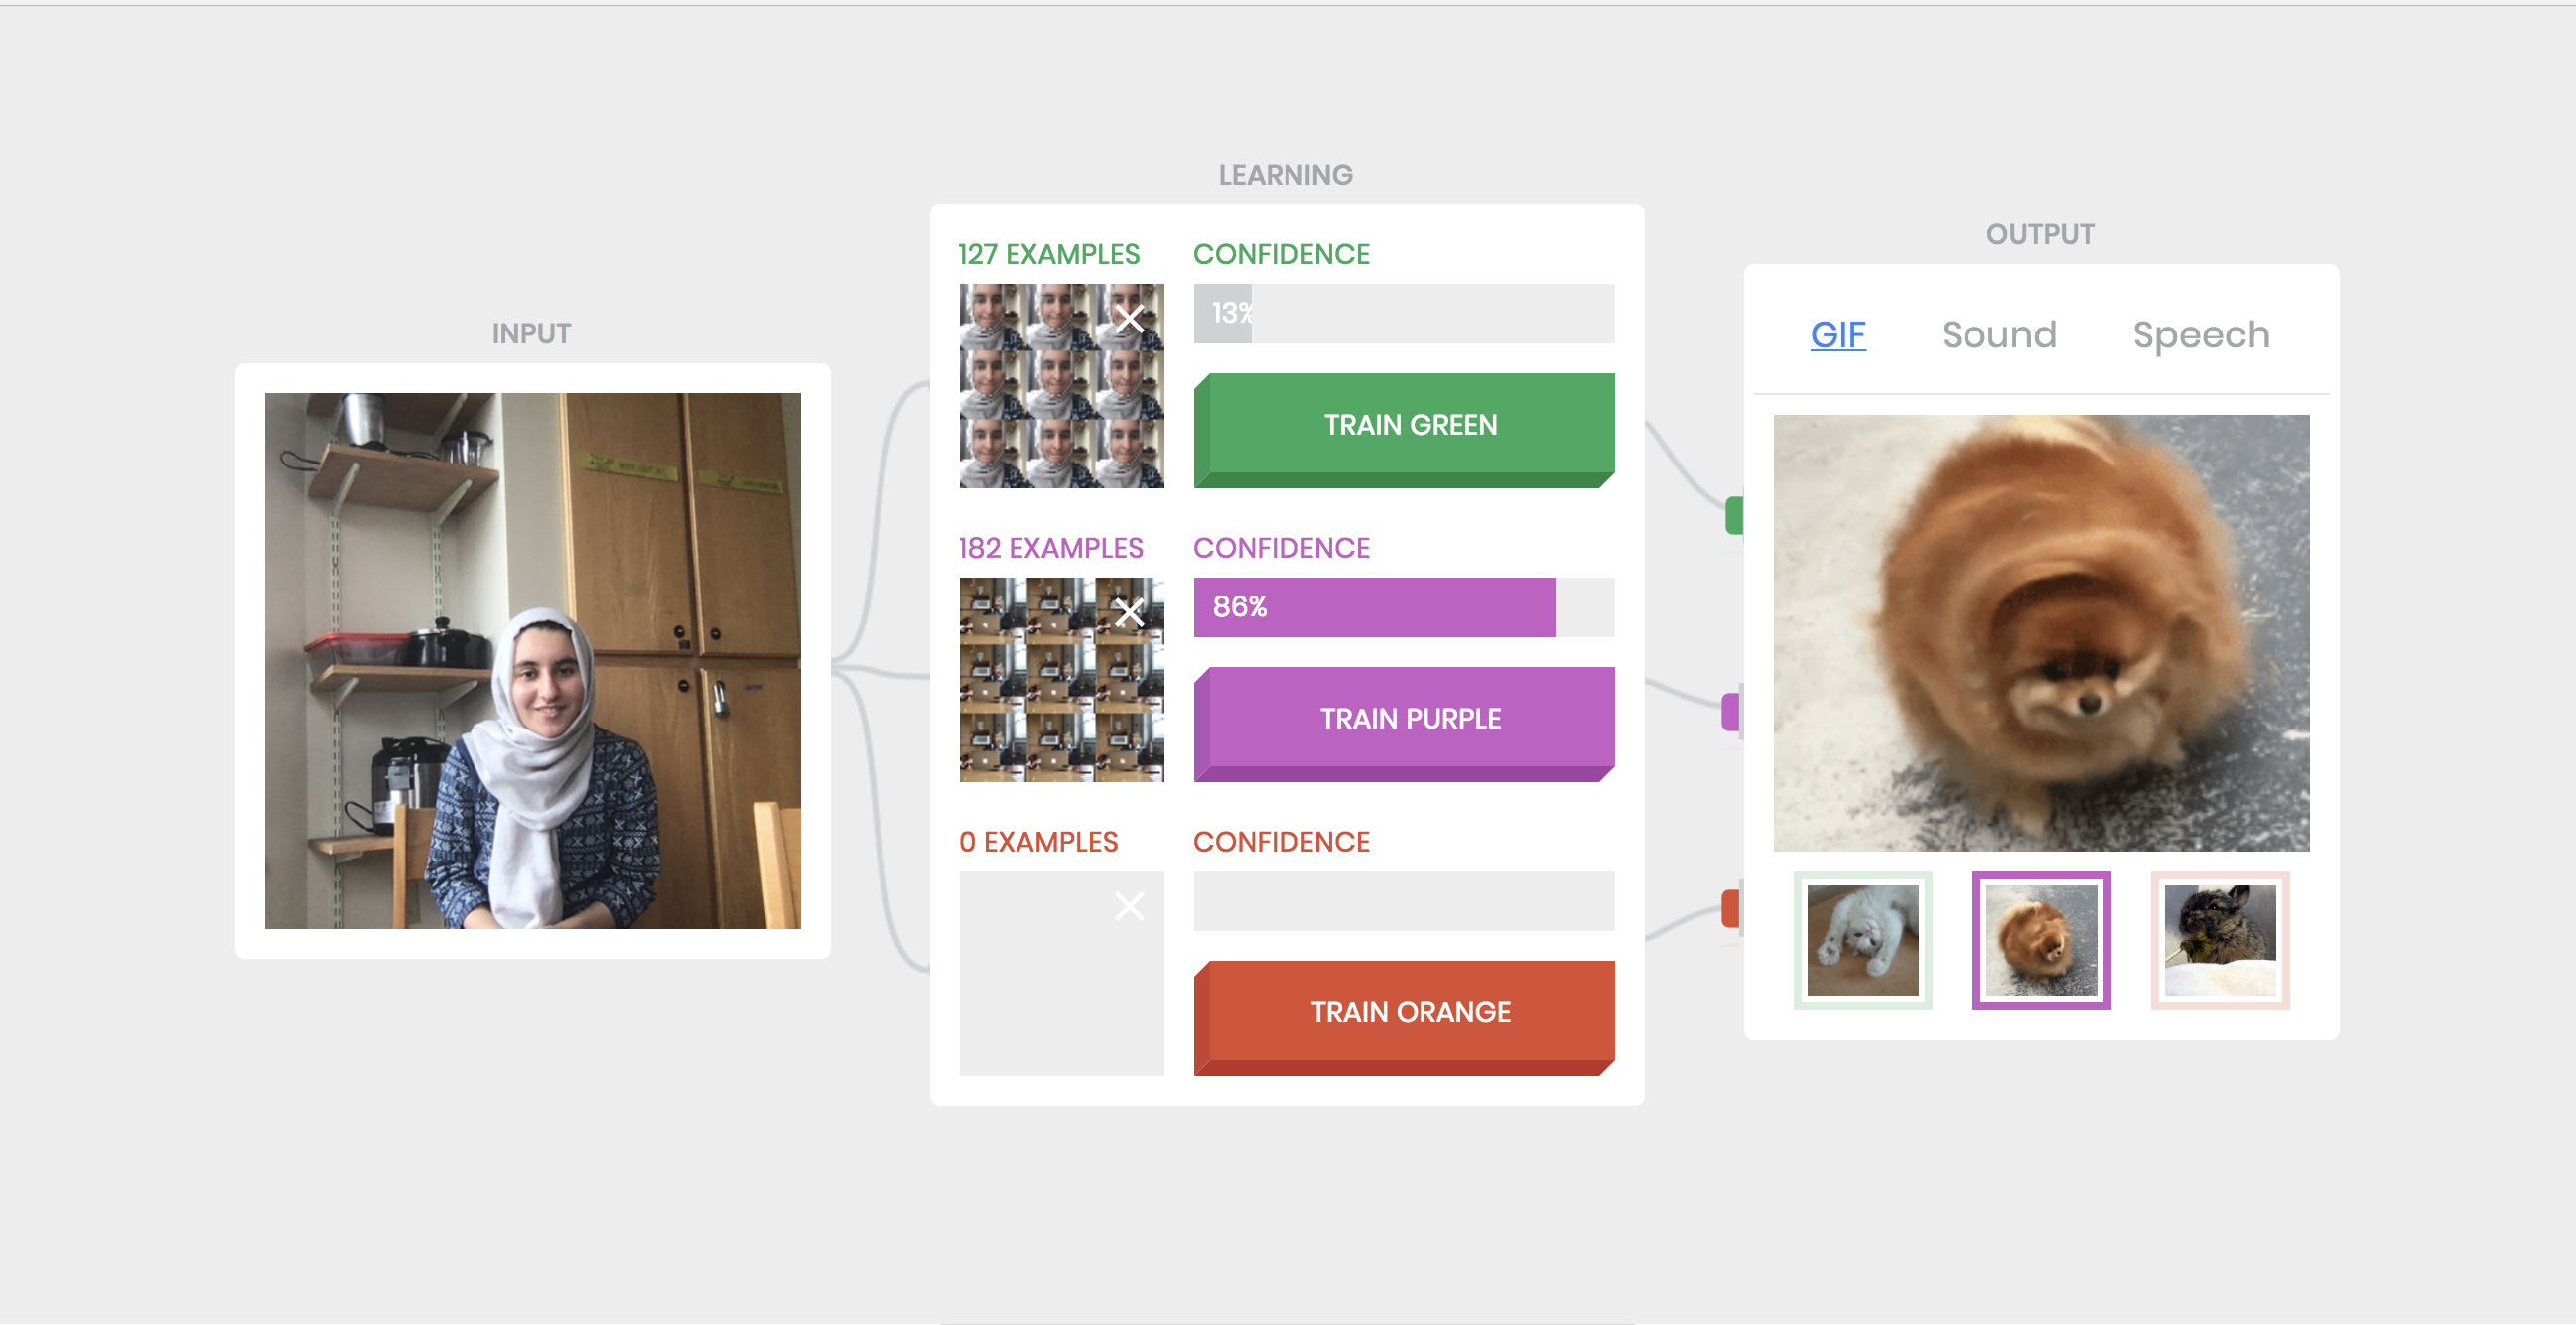 INPUT
LEARNING
127 EXAMPLES
CONFIDENCE
13%
TRAIN GREEN
182 EXAMPLES
CONFIDENCE
86%
TRAIN PURPLE
0 EXAMPLES
CONFIDENCE
TRAIN ORANGE
OUTPUT
GIF Sound Speech